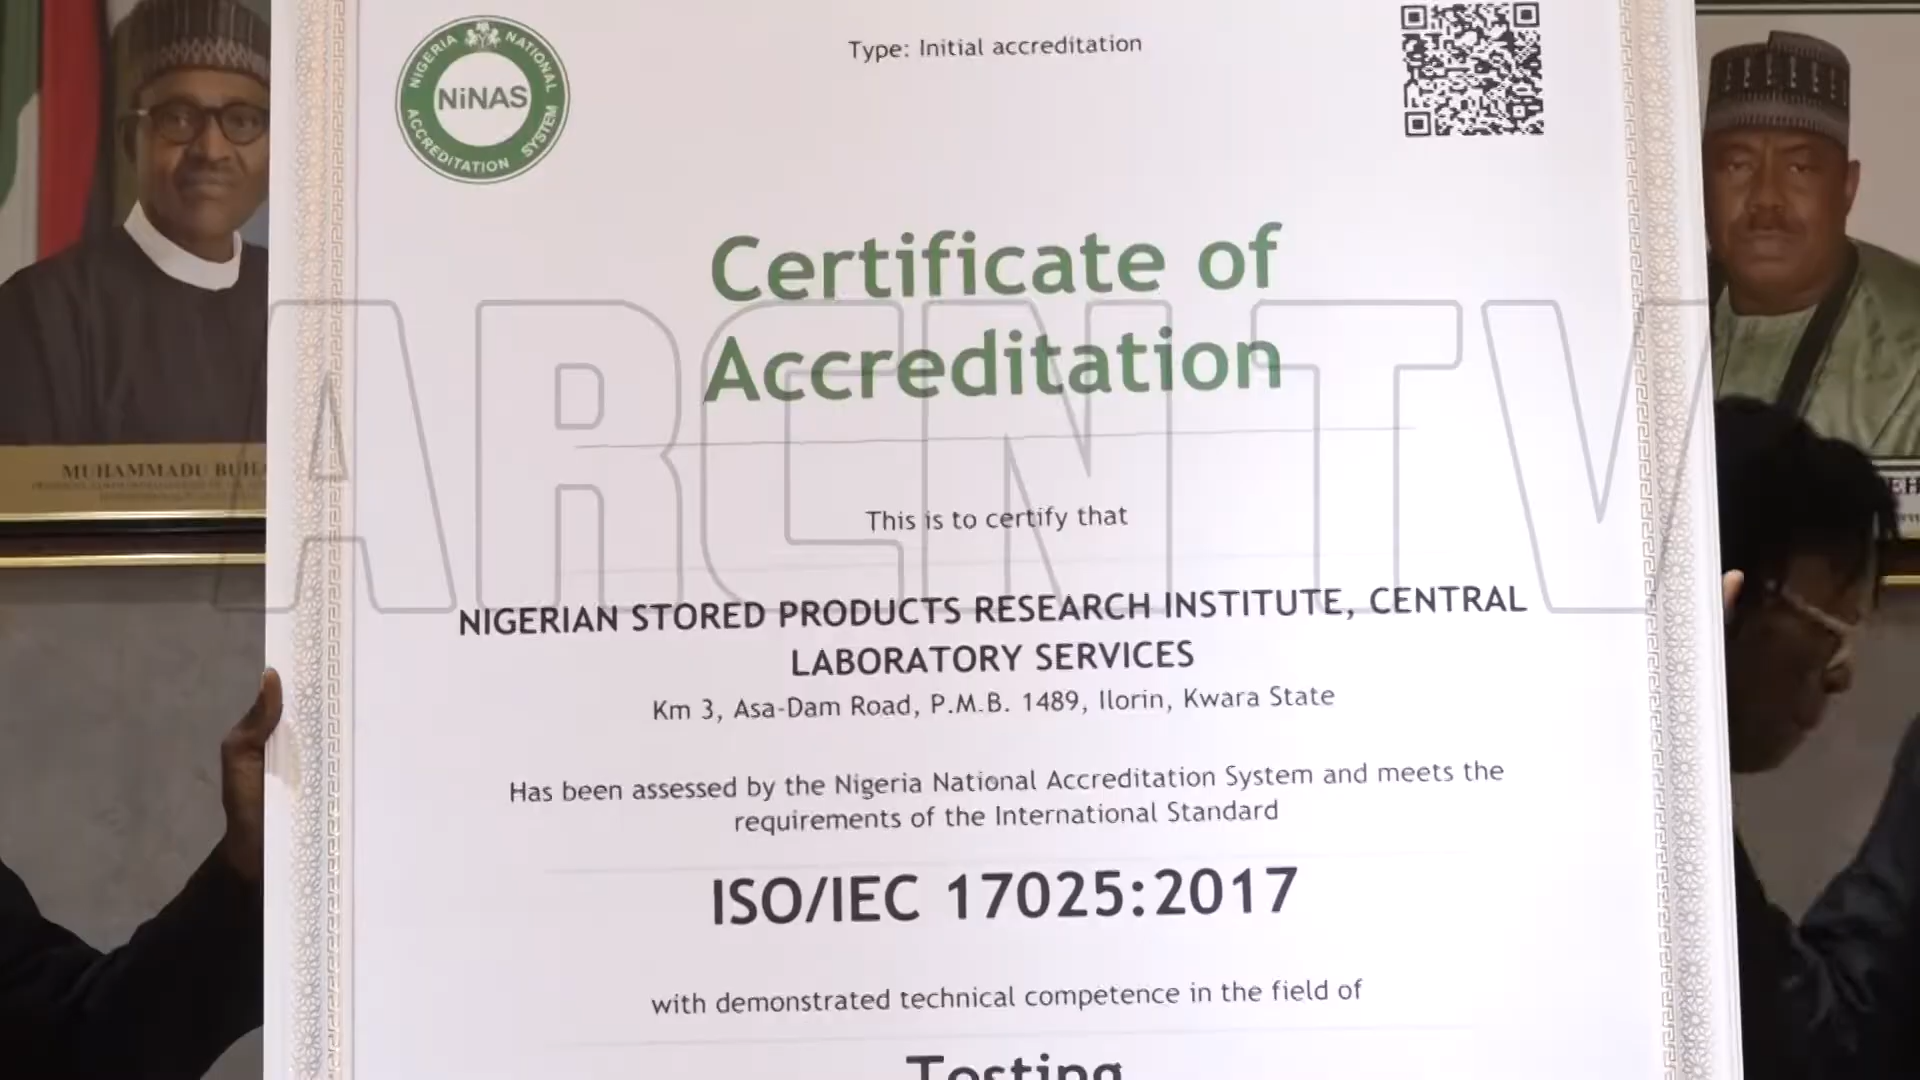 NIGERIA NATIONAL
NiNAS
ACCREDITATION SYSTEM
Type: Initial accreditation
Certificate of
Accreditation
ARCN TV
This is to certify that
NIGERIAN STORED PRODUCTS RESEARCH INSTITUTE, CENTRAL
LABORATORY SERVICES
Km 3, Asa-Dam Road, P.M.B. 1489, Ilorin, Kwara State
Has been assessed by the Nigeria National Accreditation System and meets the
requirements of the International Standard
ISO/IEC 17025:2017
with demonstrated technical competence in the field of
Testing
MUHAMMADU